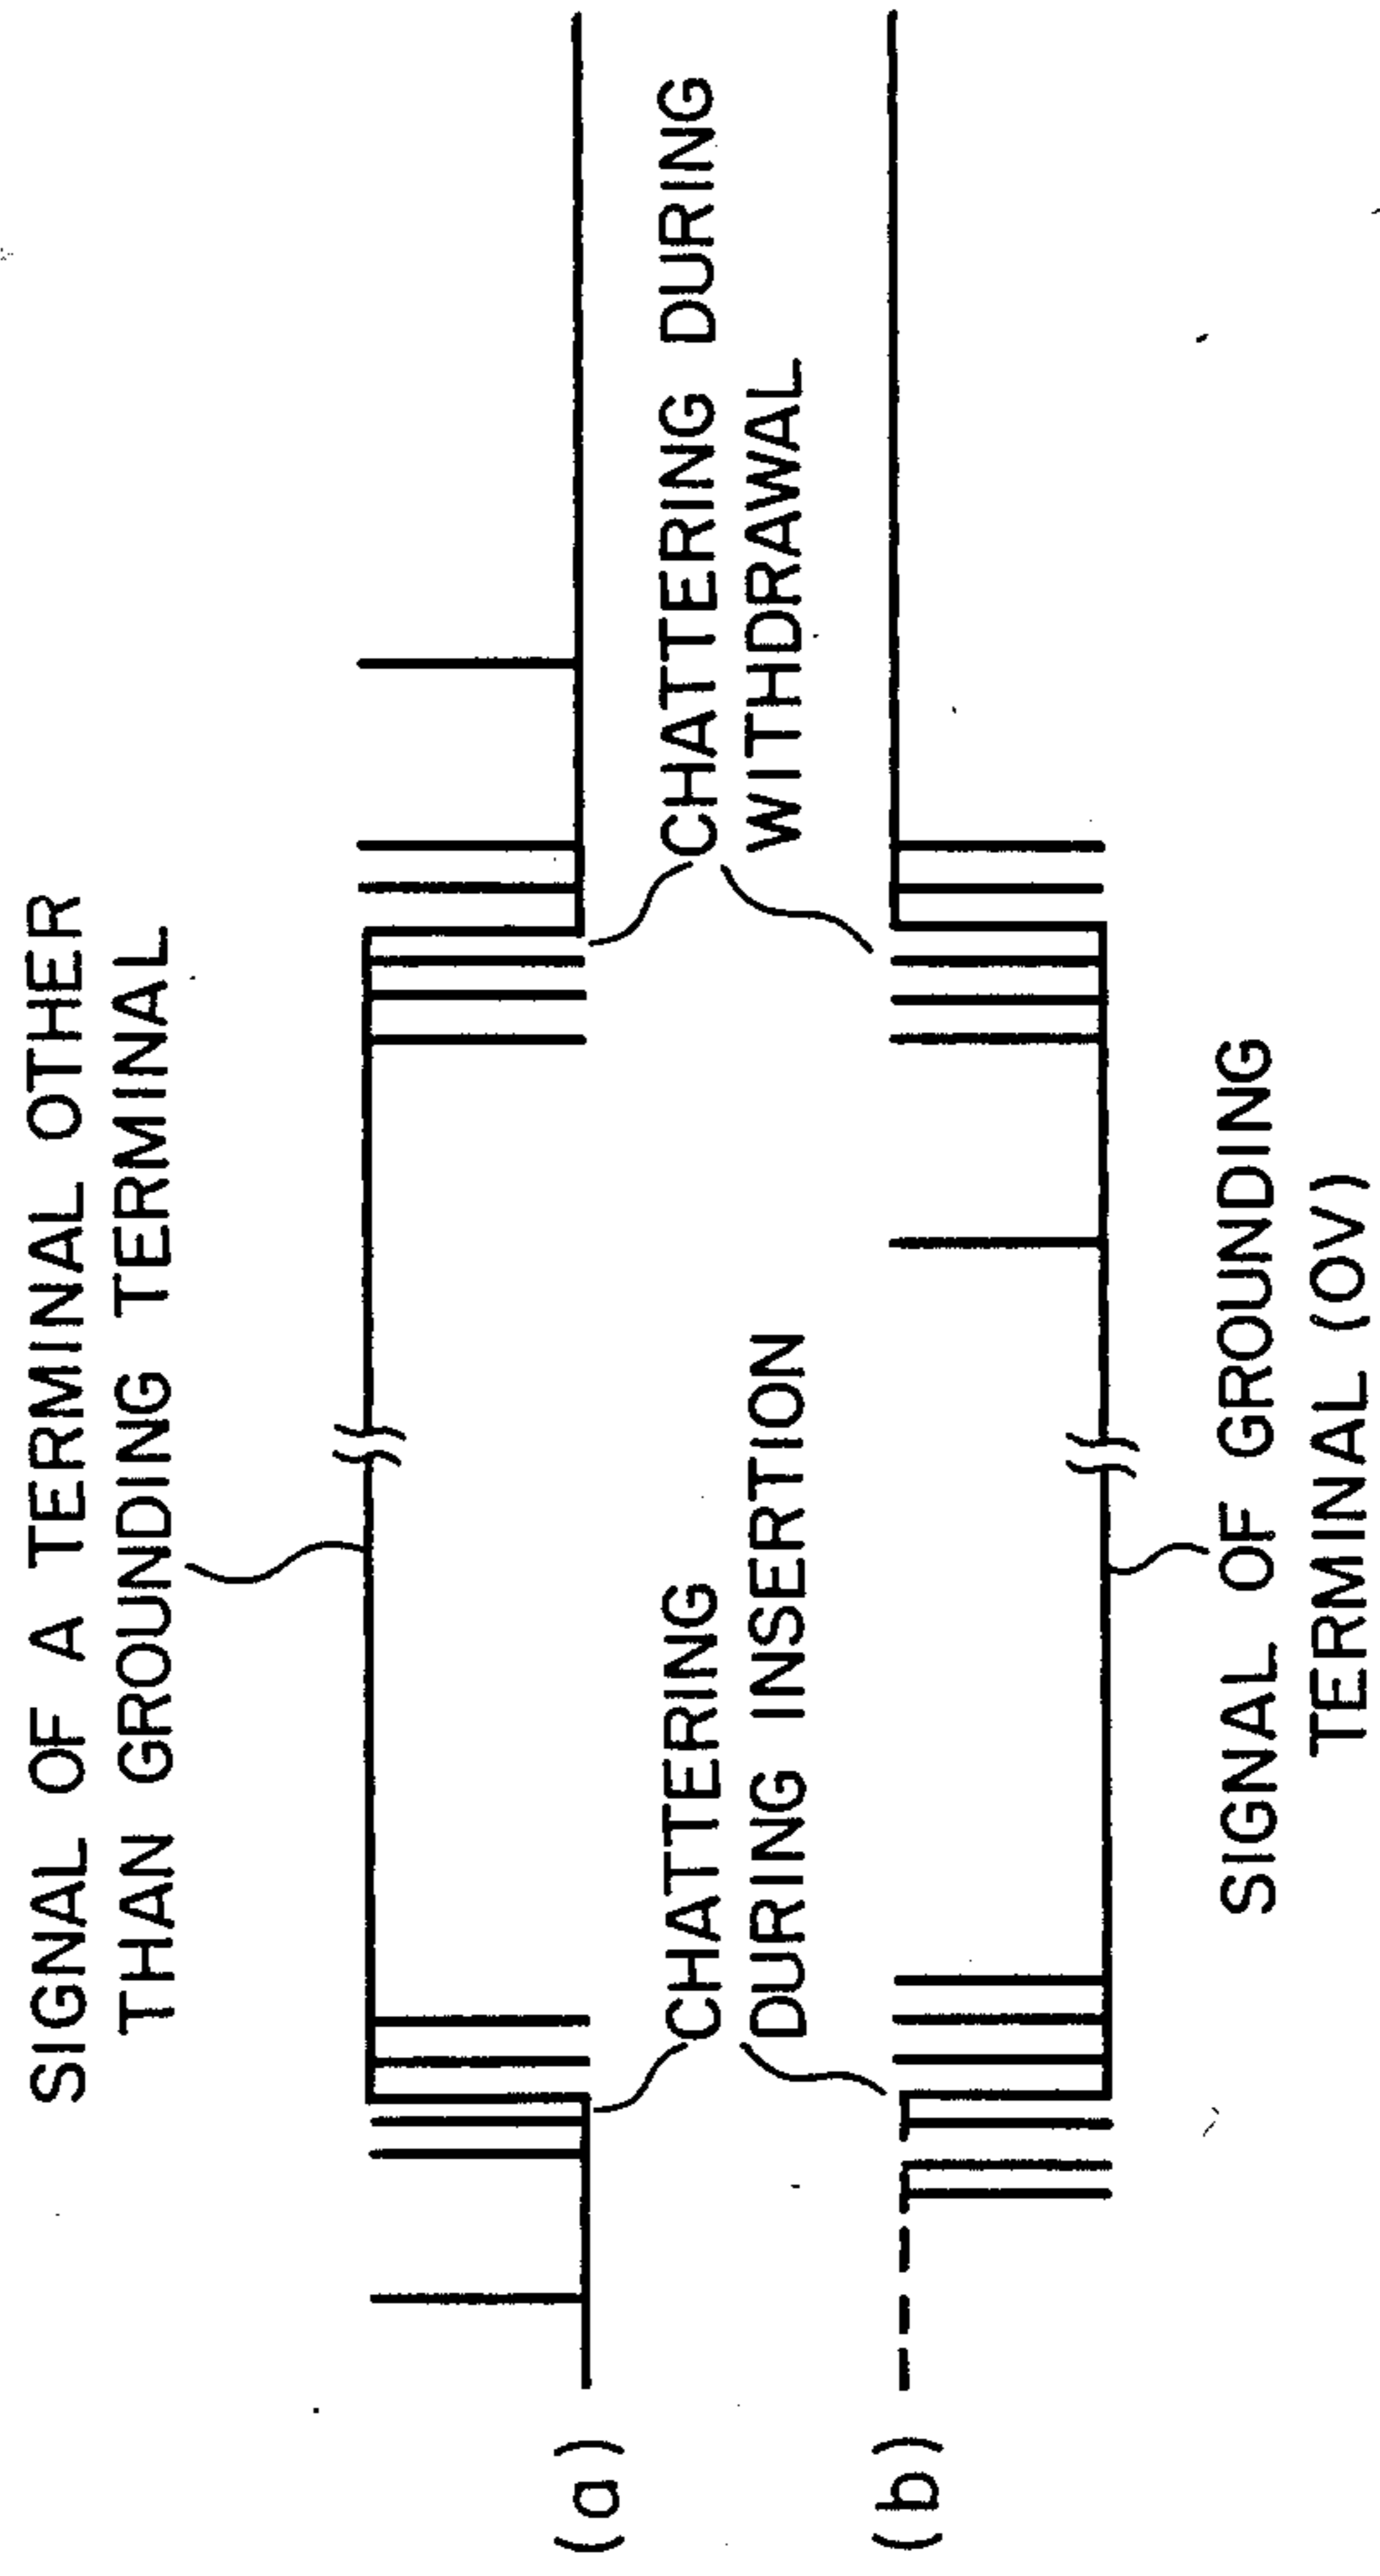 SIGNAL OF A TERMINAL OTHER
THAN GROUNDING TERMINAL
(a)
CHATTERING
DURING INSERTION
CHATTERING DURING
WITHDRAWAL
(b)
SIGNAL OF GROUNDING
TERMINAL (OV)